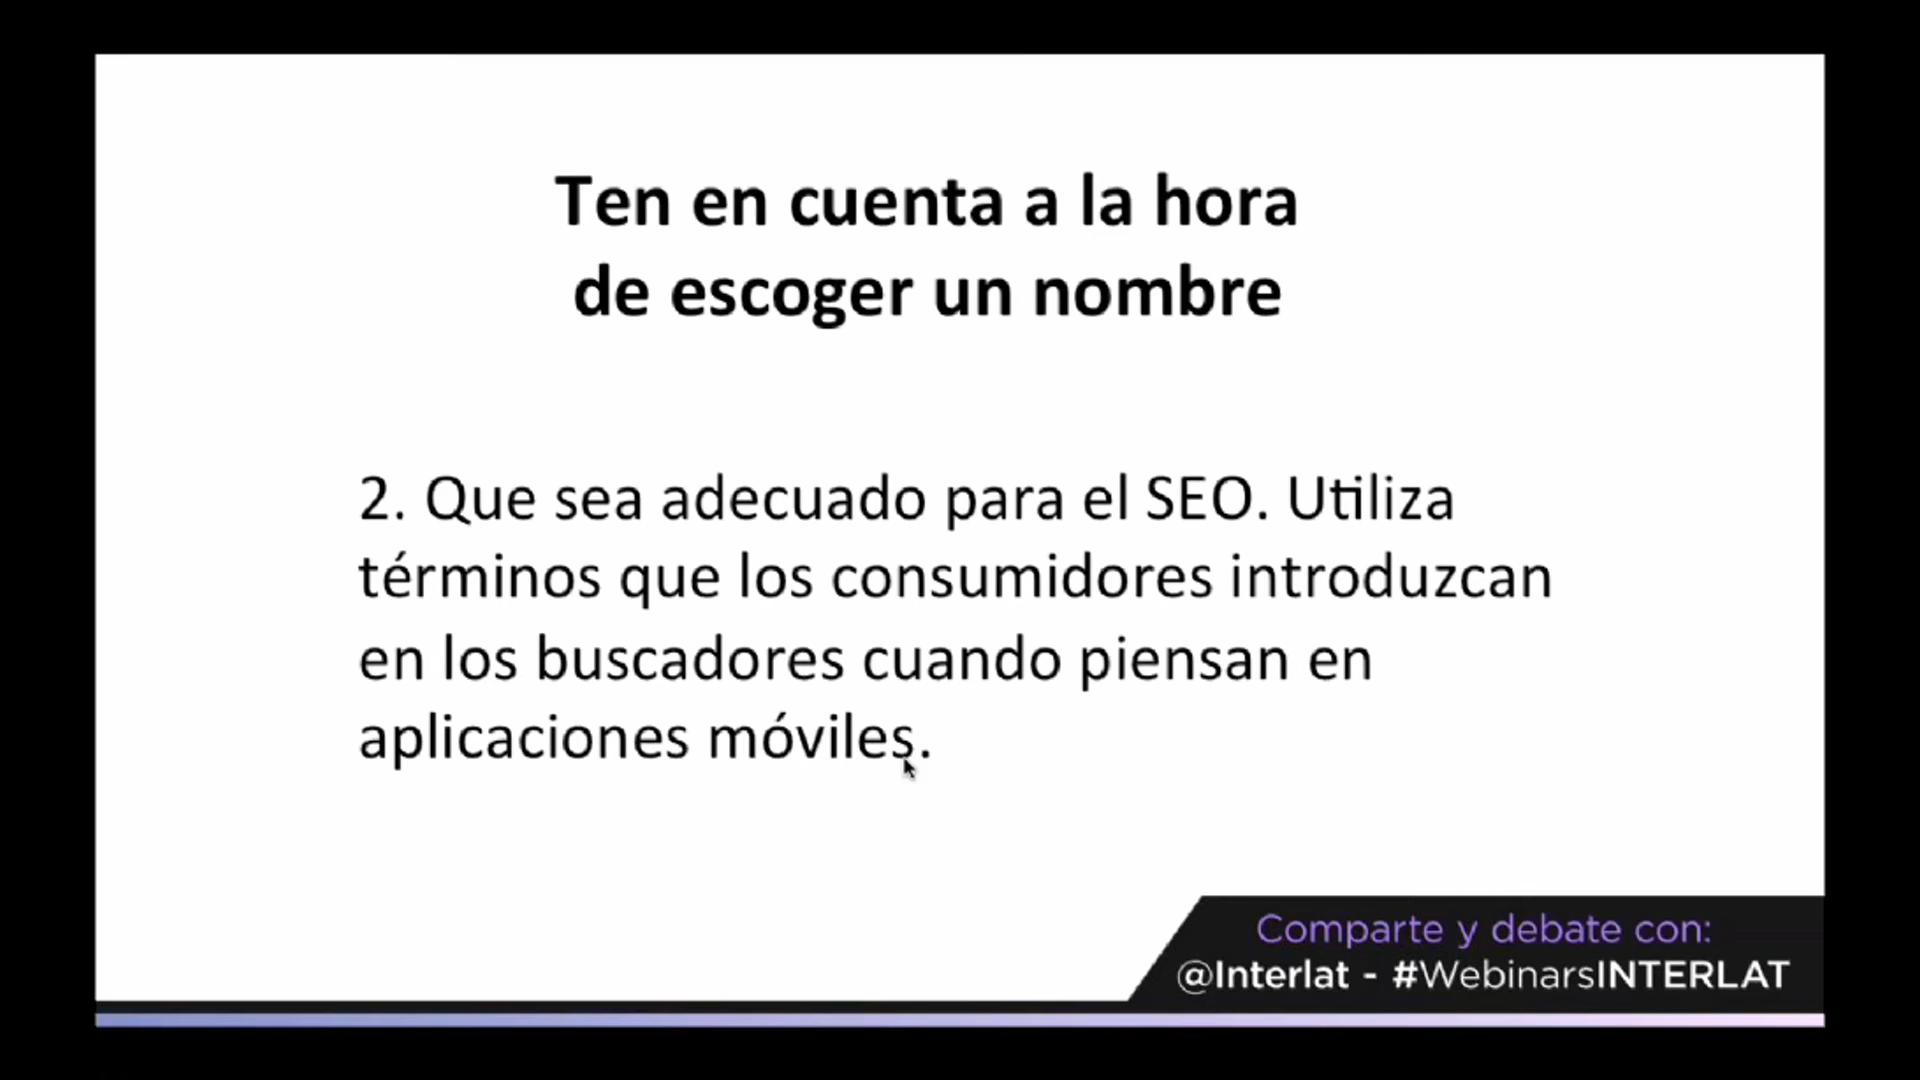 Ten en cuenta a la hora
de escoger un nombre
2. Que sea adecuado para el SEO. Utiliza
términos que los consumidores introduzcan
en los buscadores cuando piensan en
aplicaciones móviles.
Comparte y debate con:
@Interlat - #WebinarsINTERLAT